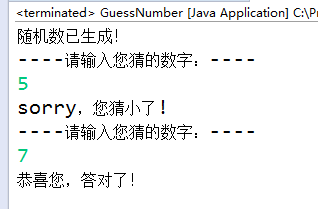 <terminated> GuessNumber [Java Application] C:\Pr
随机数已生成!
----请输入您猜的数字：----
5
sorry，您猜小了!
----请输入您猜的数字：----
7
恭喜您，答对了!